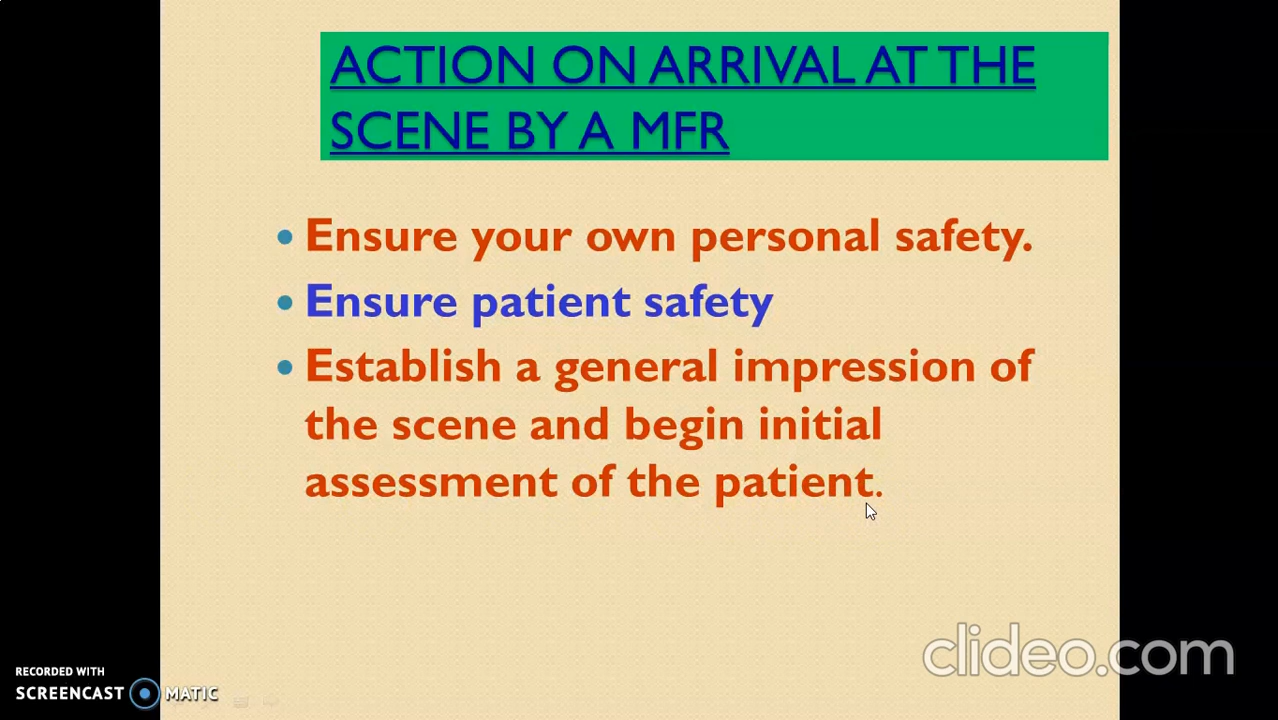 ACTION ON ARRIVAL AT THE
SCENE BY A MFR
• Ensure your own personal safety.
• Ensure patient safety
• Establish a general impression of
the scene and begin initial
assessment of the patient.
clideo.com
RECORDED WITH
SCREENCAST MATIC